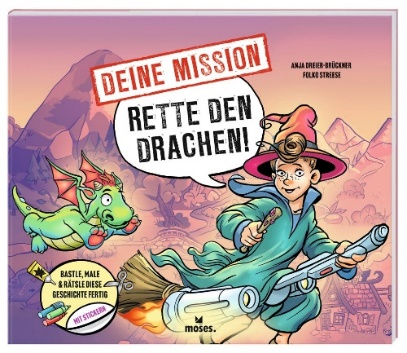 DEINE MISSION
ANJA DREIER-BRÜCKNER
FOLKO STREESE
RETTE DEN
DRACHEN!
BASTLE, MALE
& RÄTSLE DIESE
GESCHICHTE FERTIG
MIT STICKERN
moses.